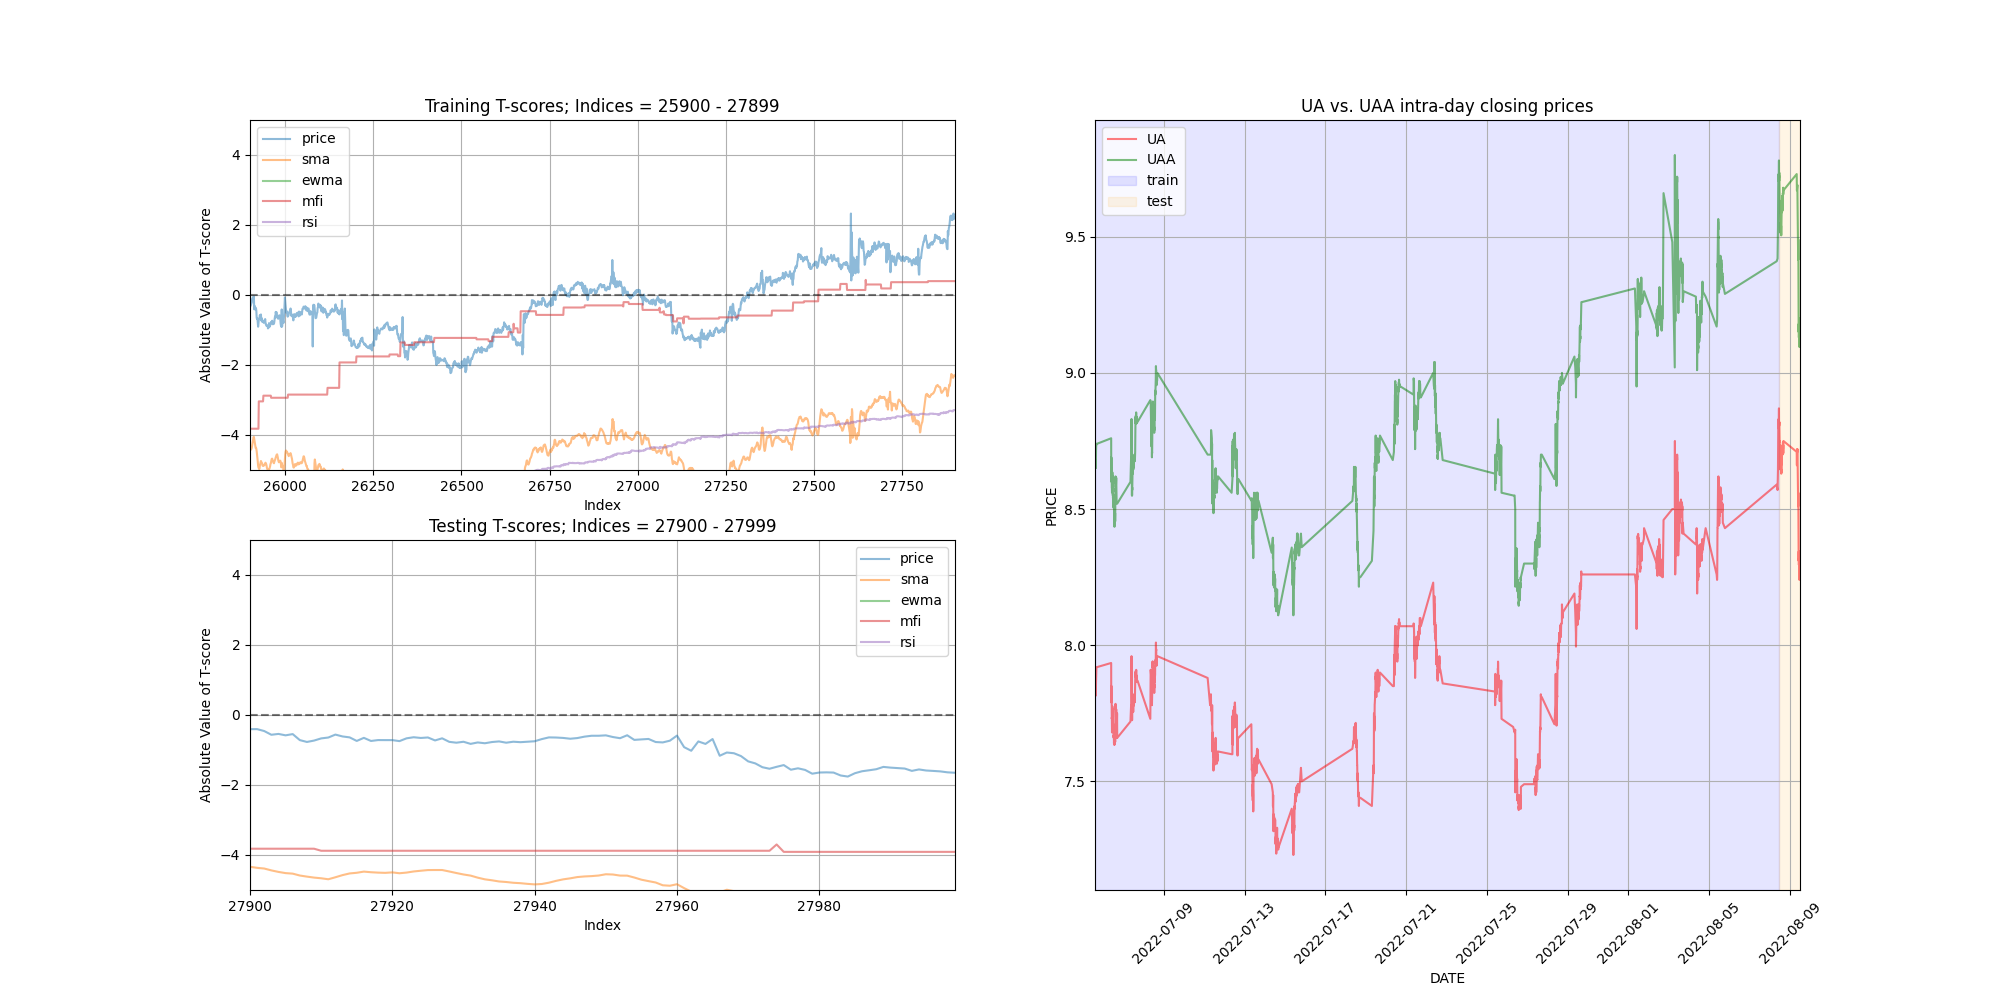 Training T-scores; Indices = 25900 - 27899
Absolute Value of T-score
4
2
0
−2
−4
price
sma
ewma
mfi
rsi
26000 26250 26500 26750 27000 27250 27500 27750
Index
Testing T-scores; Indices = 27900 - 27999
Absolute Value of T-score
4
2
0
−2
−4
price
sma
ewma
mfi
rsi
27900 27920 27940 27960 27980
Index
UA vs. UAA intra-day closing prices
PRICE
9.5
9.0
8.5
8.0
7.5
UA
UAA
train
test
2022-07-09 2022-07-13 2022-07-17 2022-07-21 2022-07-25 2022-07-29 2022-08-01 2022-08-05 2022-08-09
DATE